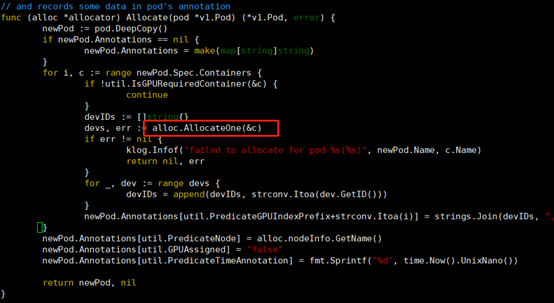 // and records some data in pod's annotation
func (alloc *allocator) Allocate(pod *v1.Pod) (*v1.Pod, error) {
newPod := pod.DeepCopy()
if newPod.Annotations == nil {
newPod.Annotations = make(map[string]string)
}
for i, c := range newPod.Spec.Containers {
if !util.IsGPURequiredContainer(&c) {
continue
}
devIDs := []string{}
devs, err := alloc.AllocateOne(&c)
if err != nil {
klog.Infof("failed to allocate for pod %s(%s)", newPod.Name, c.Name)
return nil, err
}
for _, dev := range devs {
devIDs = append(devIDs, strconv.Itoa(dev.GetID()))
}
newPod.Annotations[util.PredicateGPUIndexPrefix+strconv.Itoa(i)] = strings.Join(devIDs, ",
}
newPod.Annotations[util.PredicateNode] = alloc.nodeInfo.GetName()
newPod.Annotations[util.GPUAssigned] = "false"
newPod.Annotations[util.PredicateTimeAnnotation] = fmt.Sprintf("%d", time.Now().UnixNano())
return newPod, nil
}